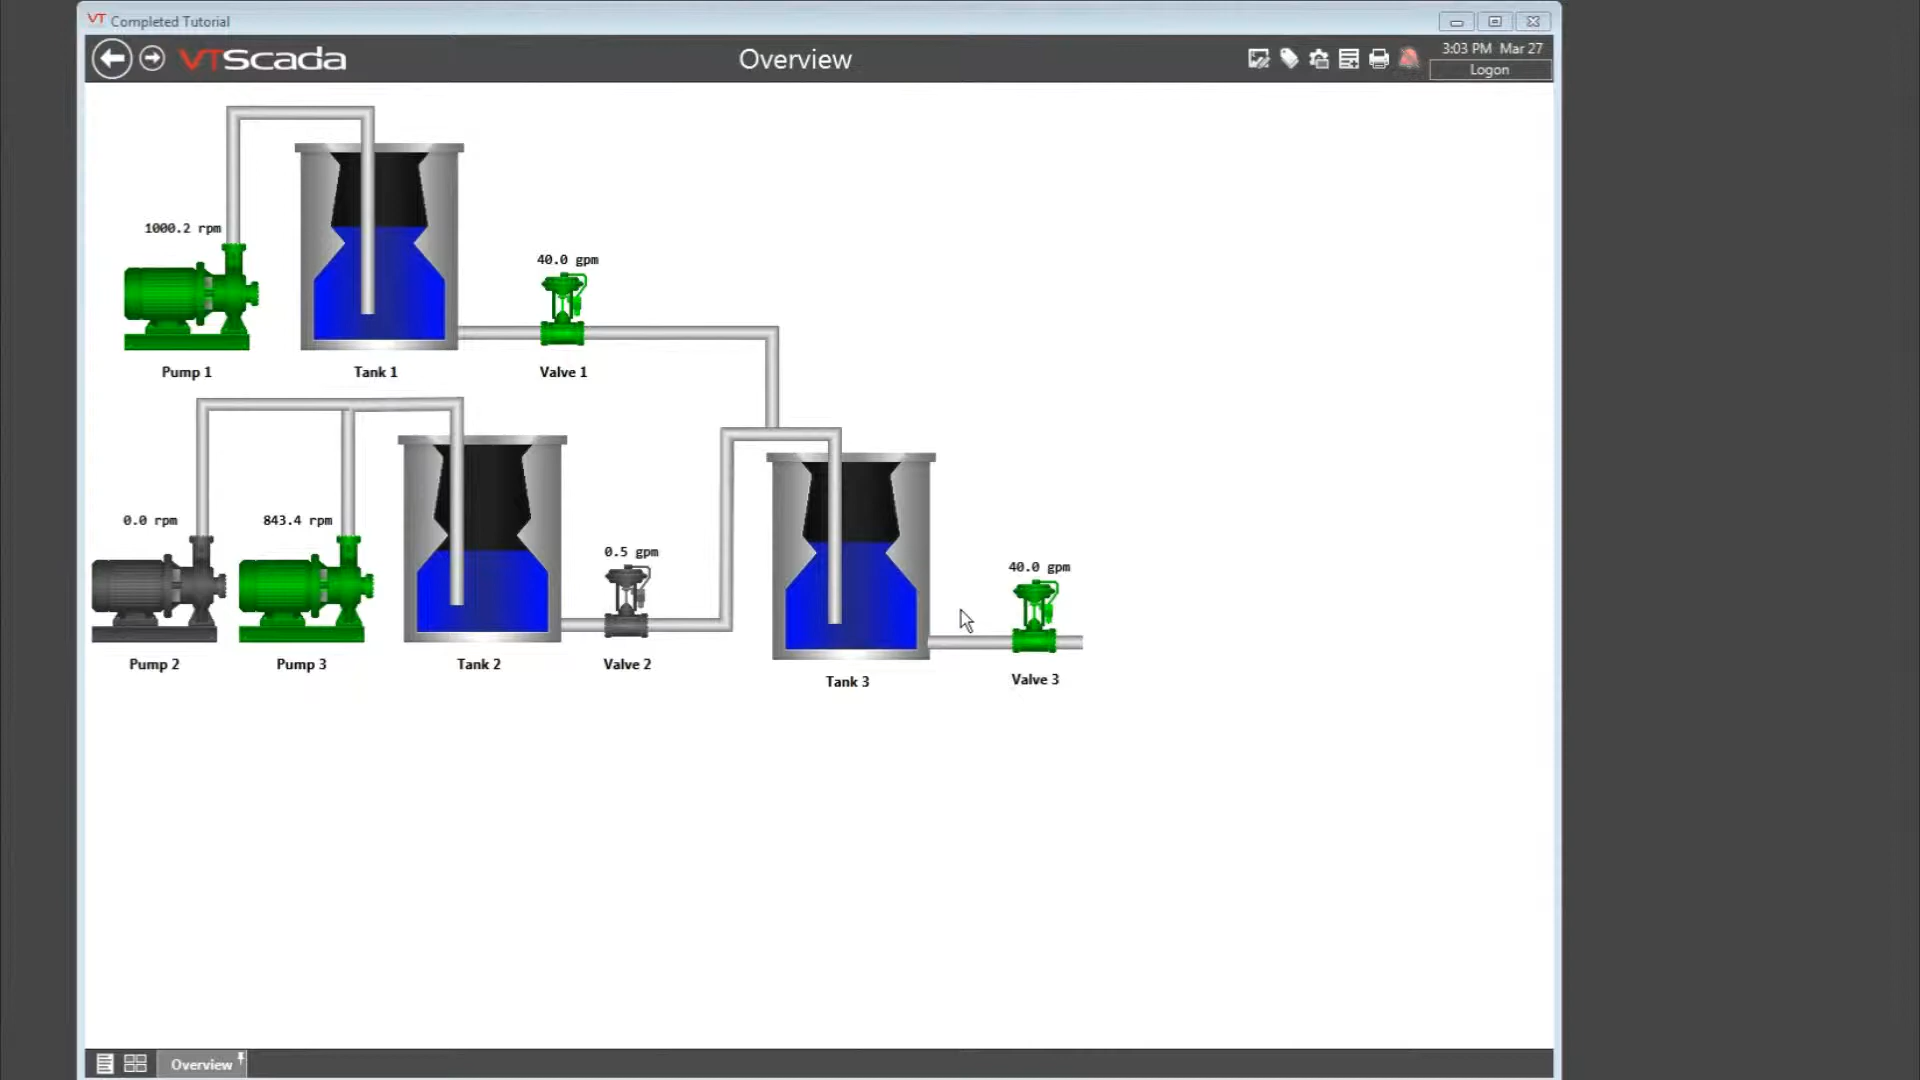 VT Completed Tutorial
VTScada
Overview
3:03 PM Mar 27
Logon
1000.2 rpm
40.0 gpm
Pump 1
Tank 1
Valve 1
0.0 rpm
843.4 rpm
0.5 gpm
40.0 gpm
Pump 2
Pump 3
Tank 2
Valve 2
Tank 3
Valve 3
Overview